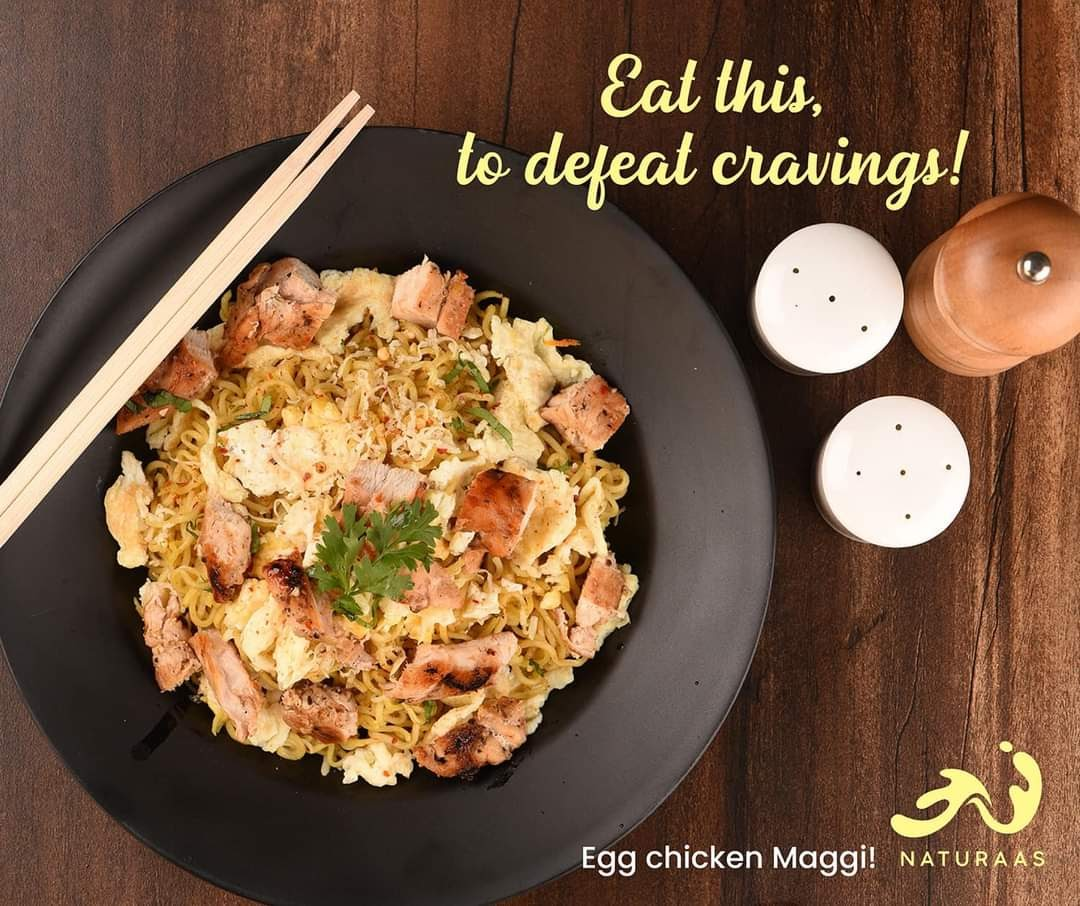 Eat this,
to defeat cravings!
Egg chicken Maggi!
NATURAAS